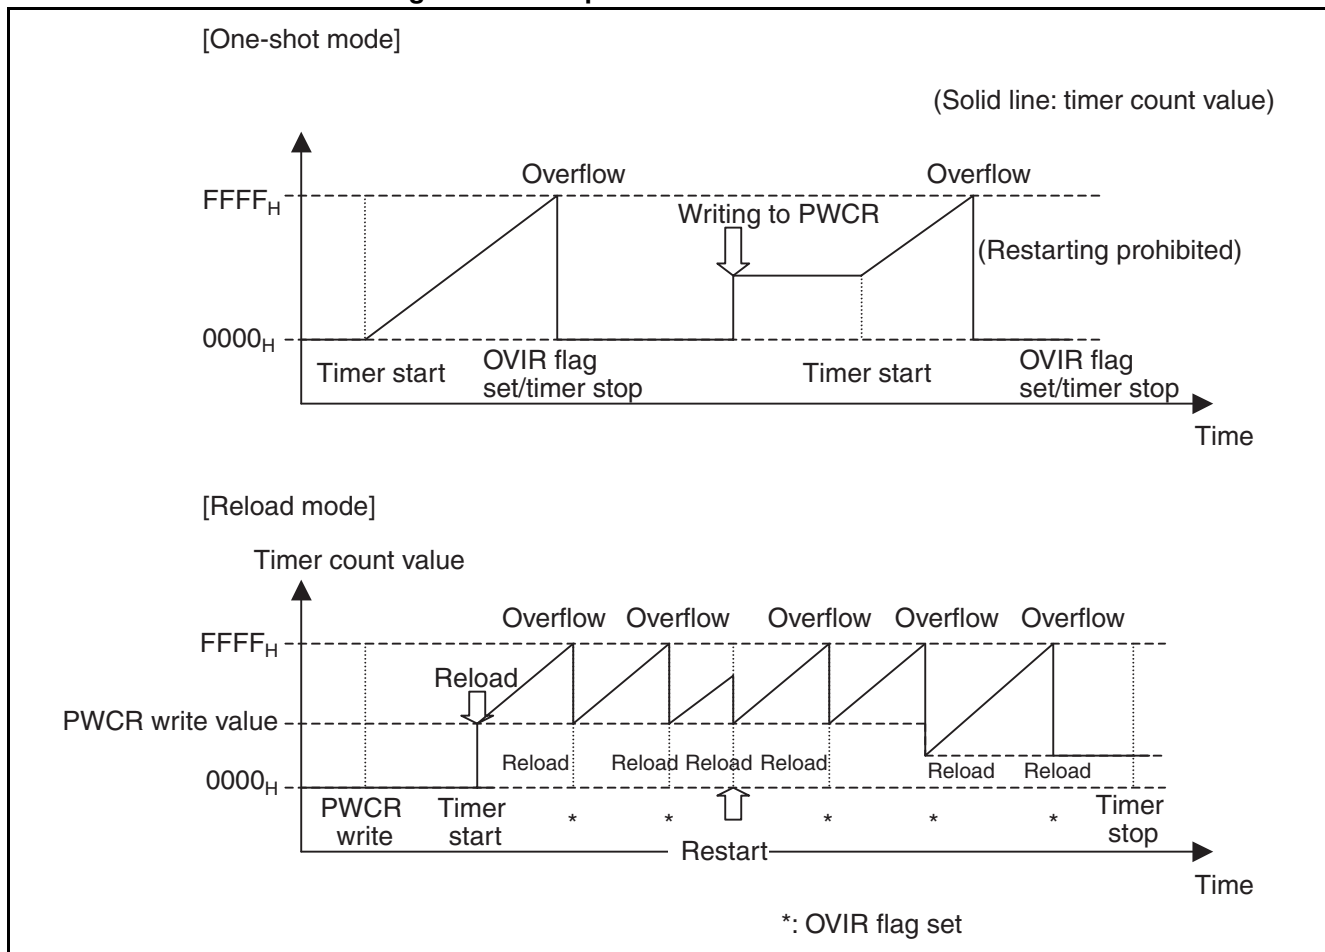 [One-shot mode]
(Solid line: timer count value)
Overflow
Overflow
FFFFH
Writing to PWCR
(Restarting prohibited)
0000H
Timer start
OVIR flag
set/timer stop
Timer start
OVIR flag
set/timer stop
Time
[Reload mode]
Timer count value
Overflow Overflow Overflow Overflow Overflow
FFFFH
Reload
PWCR write value
Reload Reload Reload Reload Reload Reload
0000H
PWCR
write
Timer
start
* * * * *
Timer
stop
Restart
Time
*: OVIR flag set